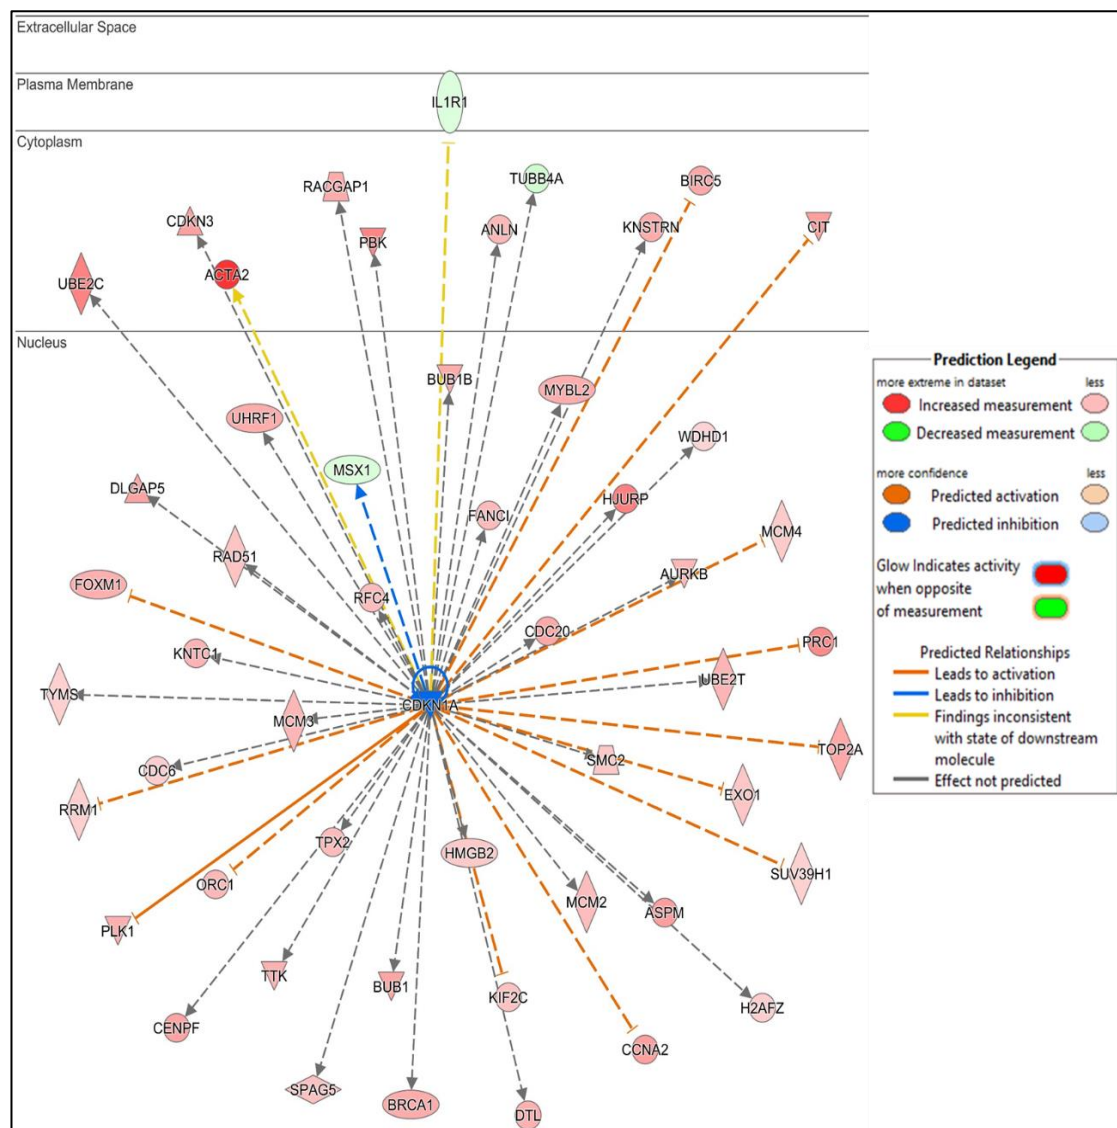 Extracellular Space
Plasma Membrane
IL1R1
Cytoplasm
RACGAP1
TUBB4A
BIRC5
CDKN3
PBK
ANLN
KNSTRN
CIT
ACTA2
UBE2C
Nucleus
BUB1B
MYBL2
UHRF1
WDHD1
MSX1
DLGAP5
HJURP
FANCI
MCM4
RAD51
AURKB
FOXM1
RFC4
CDC20
PRC1
KNTC1
UBE2T
TYMS
CDKN1A
MCM3
TOP2A
SMC2
CDC6
EXO1
RRM1
TPX2
HMGB2
SUV39H1
ORC1
MCM2
ASPM
PLK1
TTK
BUB1
KIF2C
H2AFZ
CENPF
CCNA2
SPAG5
BRCA1
DTL
Prediction Legend
more extreme in dataset less
Increased measurement
Decreased measurement
more confidence less
Predicted activation
Predicted inhibition
Glow Indicates activity
when opposite
of measurement
Predicted Relationships
Leads to activation
Leads to inhibition
Findings inconsistent
with state of downstream
molecule
Effect not predicted